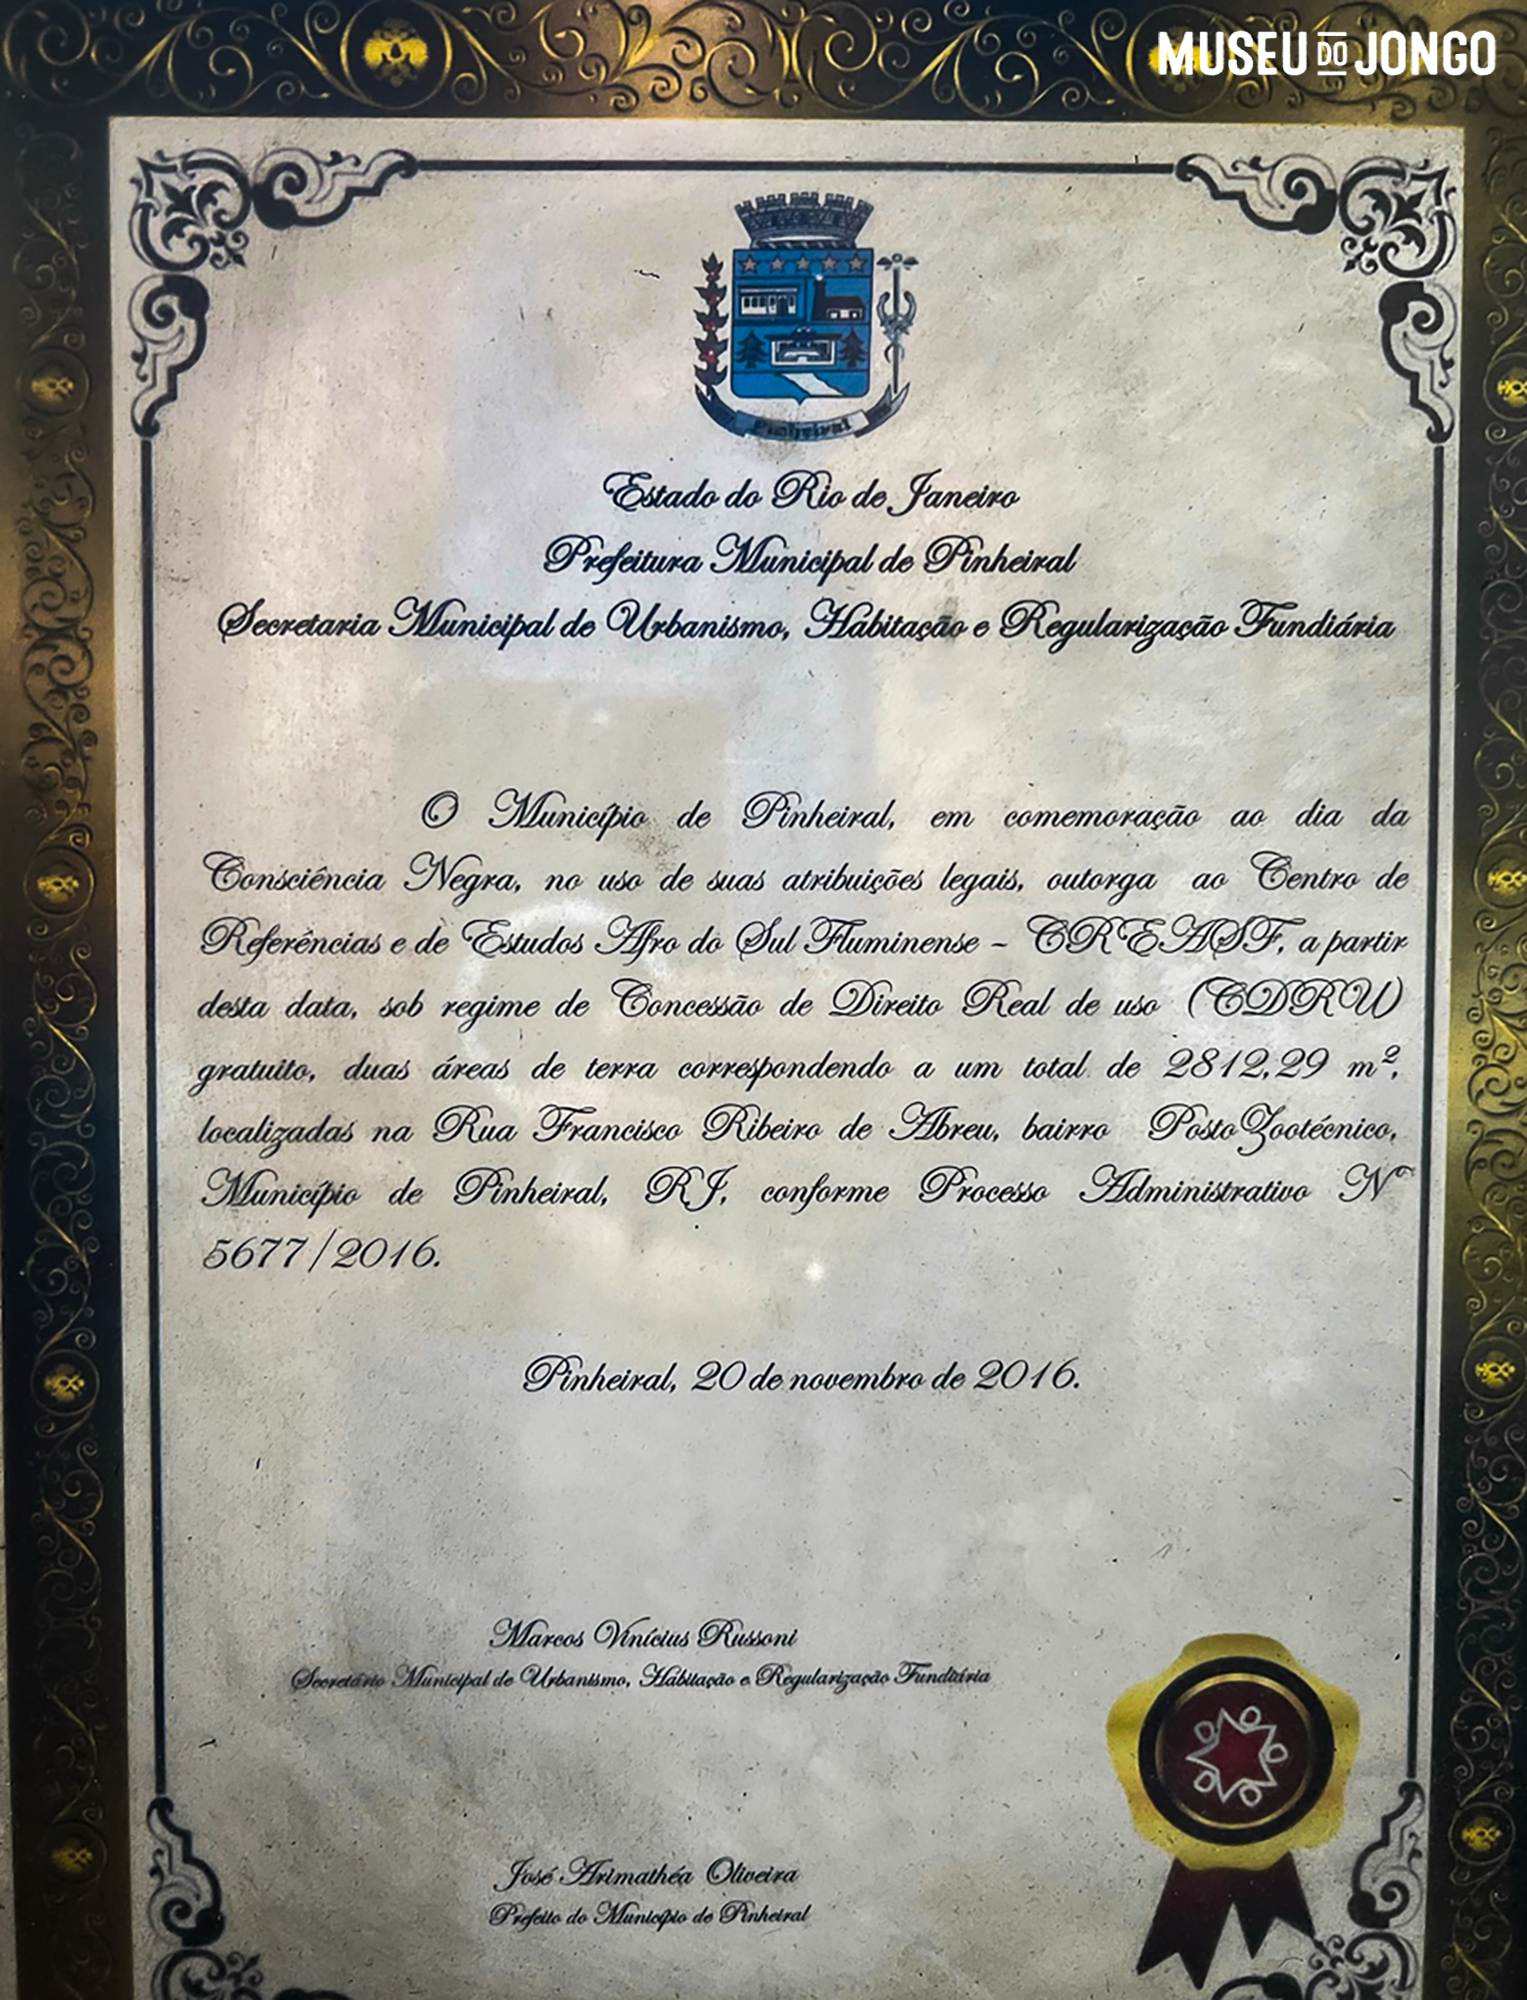 MUSEU DO JONGO
Pinheiral
Estado do Rio de Janeiro
Prefeitura Municipal de Pinheiral
Secretaria Municipal de Urbanismo, Habitação e Regularização Fundiária
O Município de Pinheiral, em comemoração ao dia da
Consciência Negra, no uso de suas atribuições legais, outorga ao Centro de
Referências e de Estudos Afro do Sul Fluminense – CREASF, a partir
desta data, sob regime de Concessão de Direito Real de uso (CDRU)
gratuito, duas áreas de terra correspondendo a um total de 2812,29 m²,
localizadas na Rua Francisco Ribeiro de Abreu, bairro Posto Zootécnico,
Município de Pinheiral, RJ, conforme Processo Administrativo Nº
5677/2016.
Pinheiral, 20 de novembro de 2016.
Marcos Vinícius Russoni
Secretário Municipal de Urbanismo, Habitação e Regularização Fundiária
José Arimathéa Oliveira
Prefeito do Município de Pinheiral